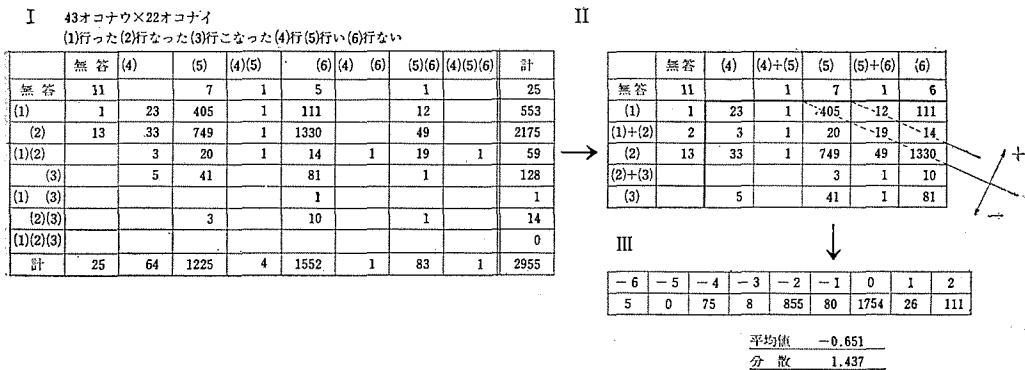 I 43オコナウ×22オコナイ
(1)行った(2)行なった(3)行こなった(4)行(5)行い(6)行ない
無答 (4) (5) (4)(5) (6) (4) (6) (5)(6) (4)(5)(6) 計
無答 11 7 1 5 1 25
(1) 1 23 405 1 111 12 553
(2) 13 33 749 1 1330 49 2175
(1)(2) 3 20 1 14 1 19 1 59
(3) 5 41 81 1 128
(1) (3) 1 1
(2)(3) 3 10 1 14
(1)(2)(3) 0
計 25 64 1225 4 1552 1 83 1 2955
II
無答 (4) (4)+(5) (5) (5)+(6) (6)
無答 11 1 7 1 6
(1) 1 23 1 405 12 111
(1)+(2) 2 3 1 20 19 14
(2) 13 33 1 749 49 1330
(2)+(3) 3 1 10
(3) 5 41 1 81
+
−
III
−6 −5 −4 −3 −2 −1 0 1 2
5 0 75 8 855 80 1754 26 111
平均値 −0.651
分散 1.437